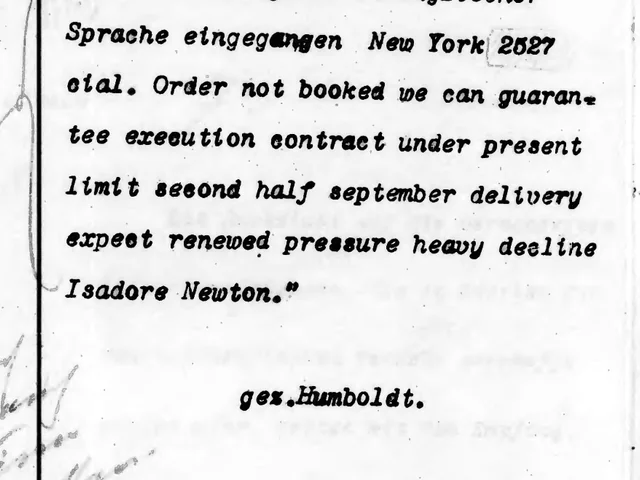 Sprache eingegangen New York 2527
cial. Order not booked we can guaran-
tee execution contract under present
limit second half september delivery
expect renewed pressure heavy decline
Isadore Newton."
gez.Humboldt.